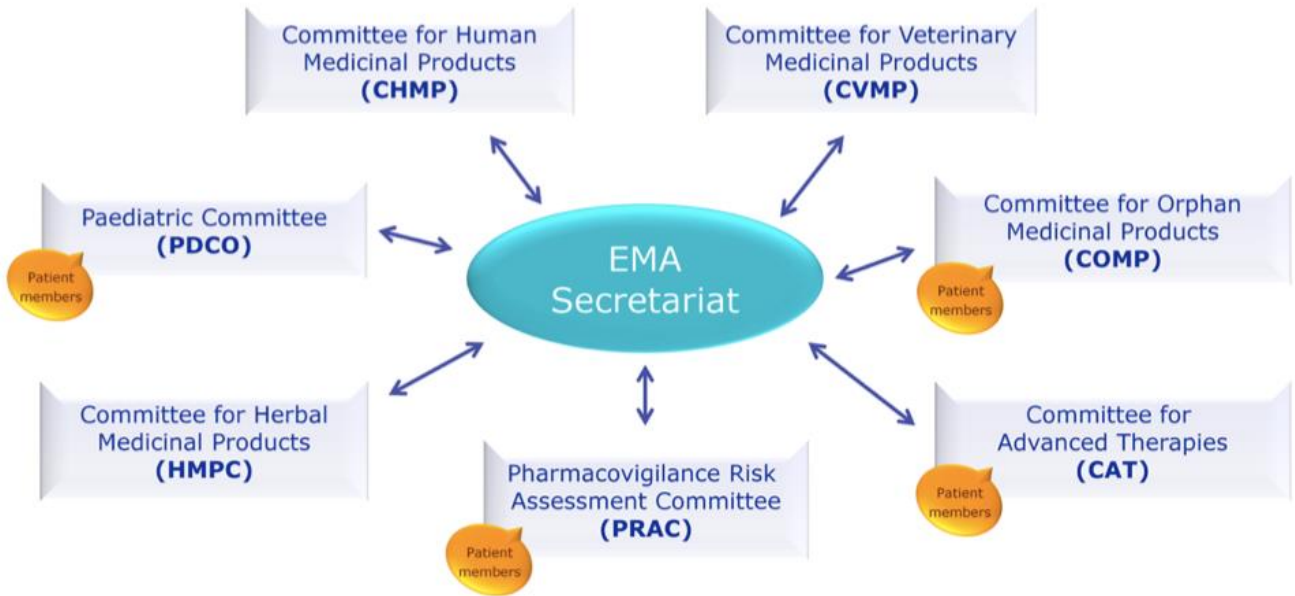 Committee for Human
Medicinal Products
(CHMP)
Committee for Veterinary
Medicinal Products
(CVMP)
Paediatric Committee
(PDCO)
Patient
members
EMA
Secretariat
Committee for Orphan
Medicinal Products
(COMP)
Patient
members
Committee for Herbal
Medicinal Products
(HMPC)
Pharmacovigilance Risk
Assessment Committee
(PRAC)
Patient
members
Committee for
Advanced Therapies
(CAT)
Patient
members